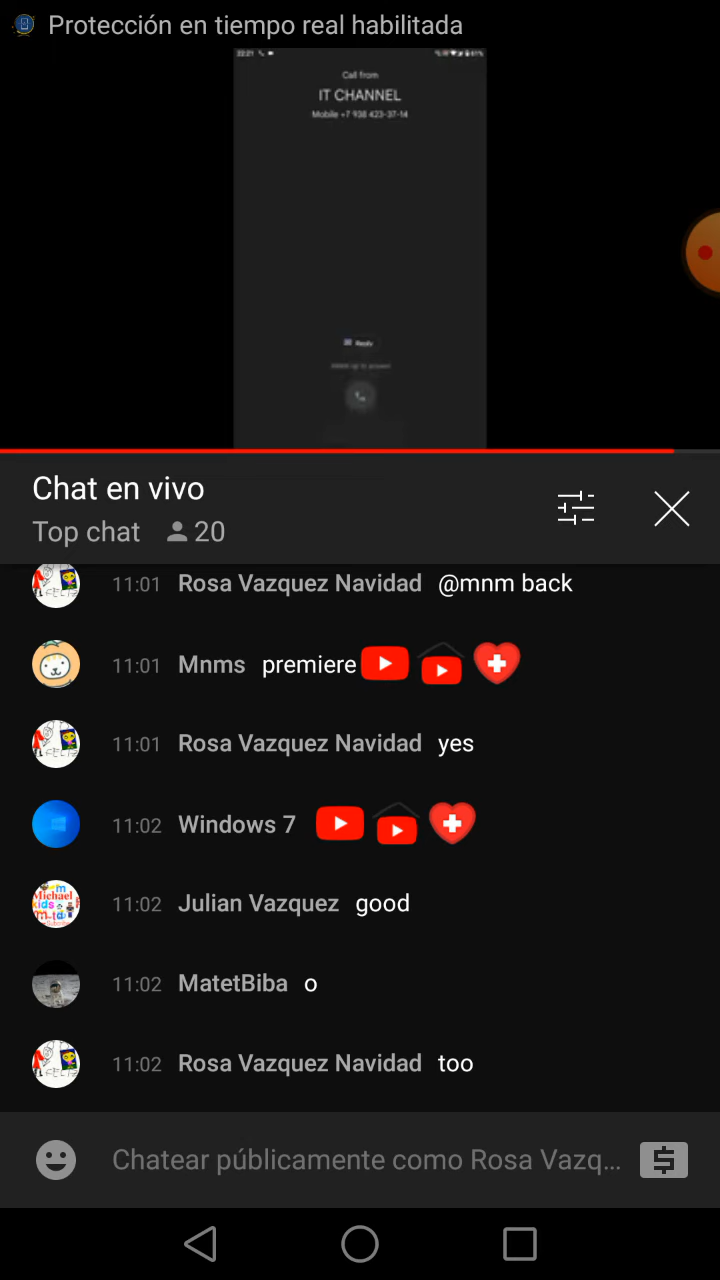 Protección en tiempo real habilitada
22:21
Call from
IT CHANNEL
Mobile +7 938 423-37-14
Reply
Chat en vivo
Top chat 20
11:01 Rosa Vazquez Navidad @mnm back
11:01 Mnms premiere
11:01 Rosa Vazquez Navidad yes
11:02 Windows 7
11:02 Julian Vazquez good
11:02 MatetBiba o
11:02 Rosa Vazquez Navidad too
Chatear públicamente como Rosa Vazq...